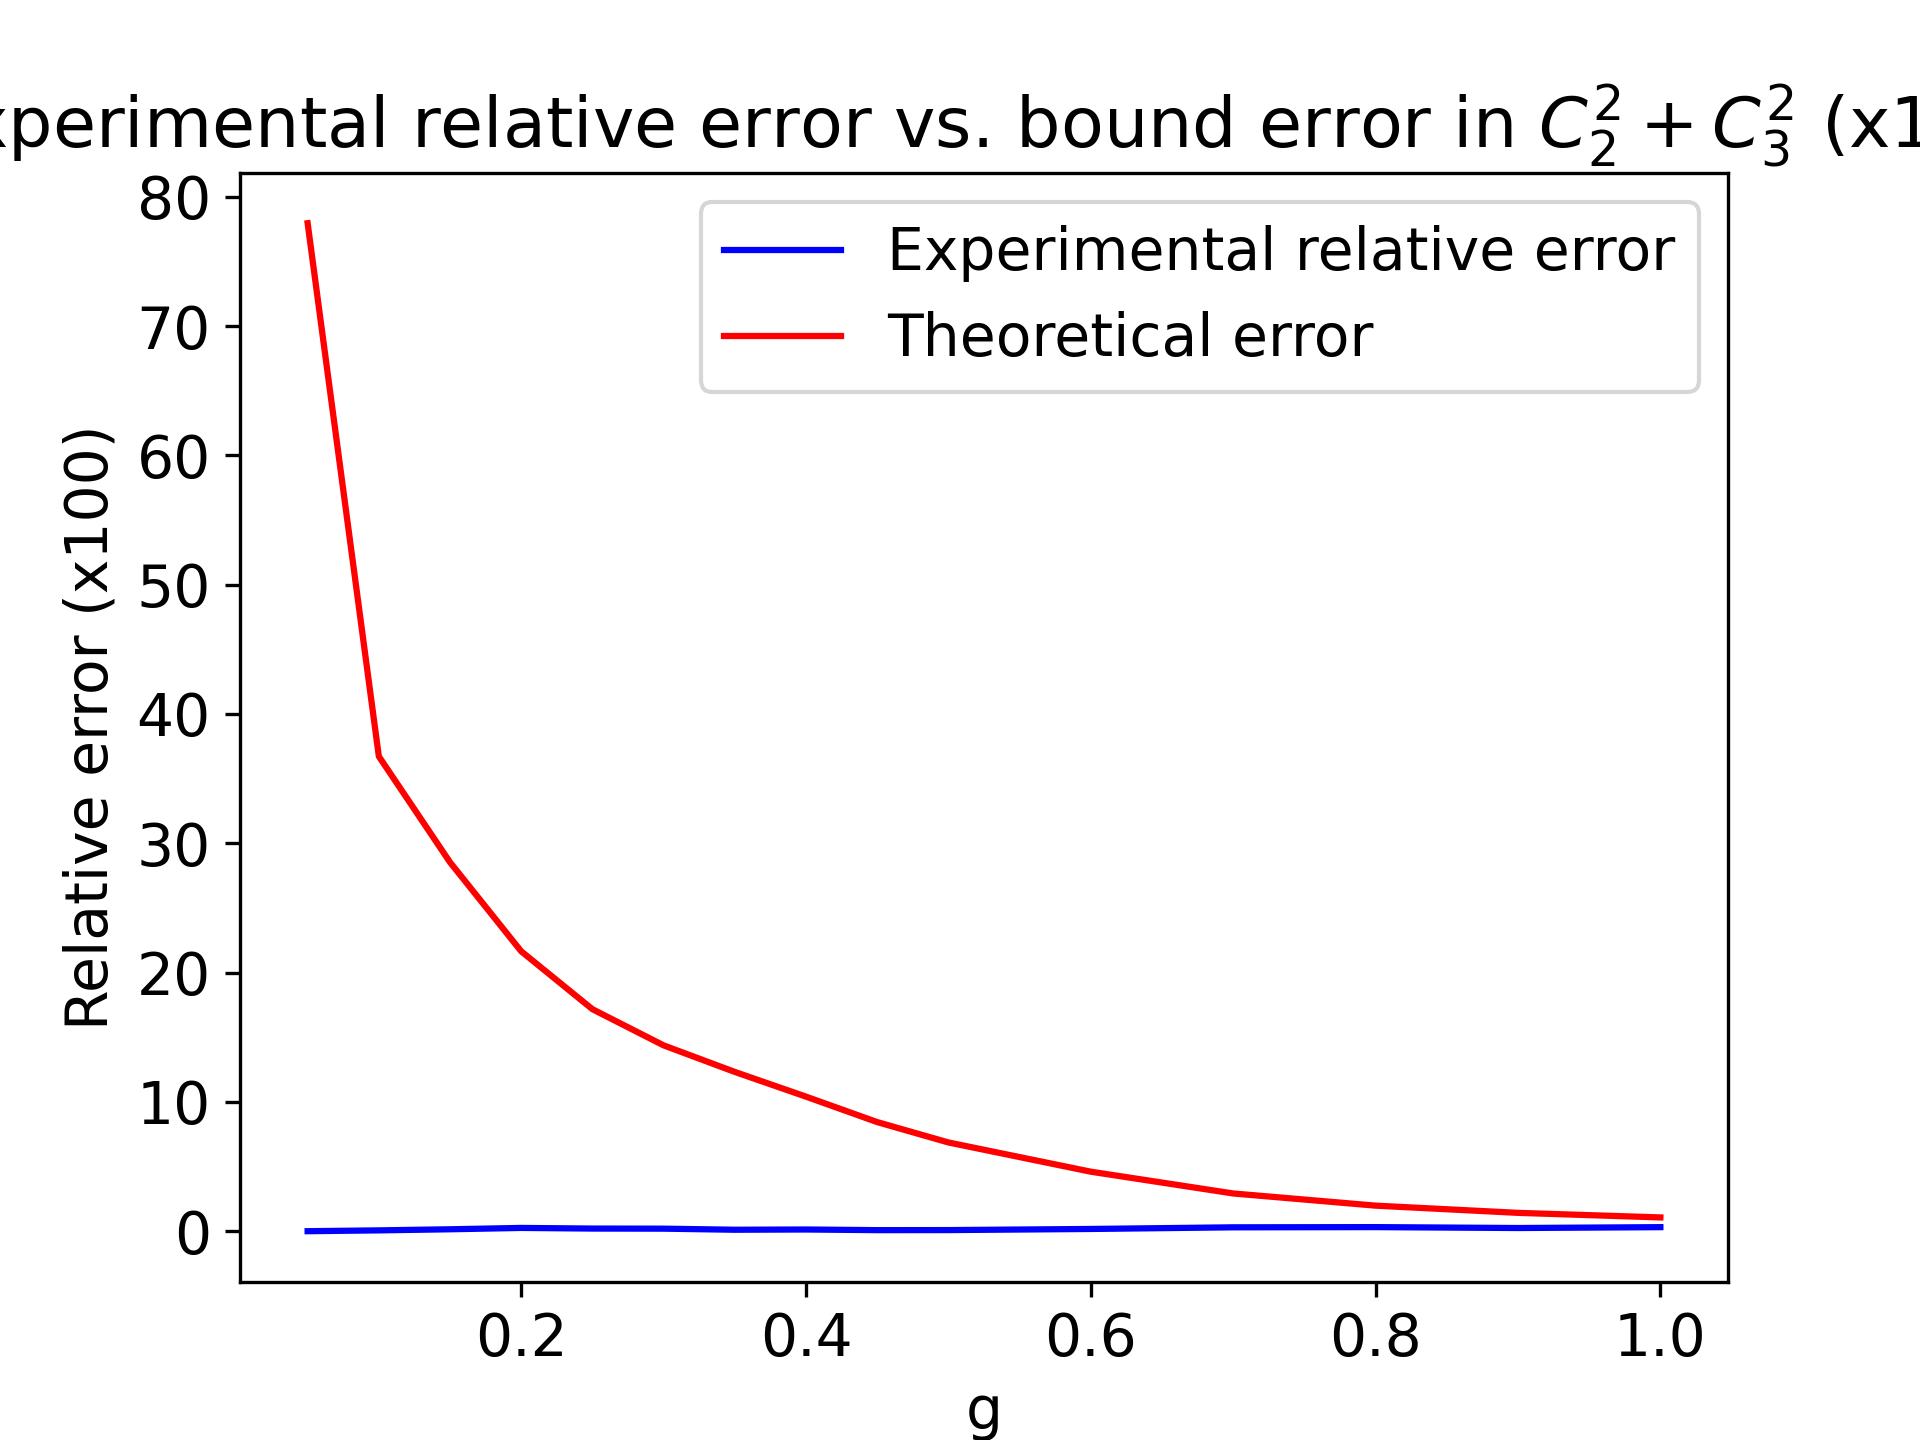 xperimental relative error vs. bound error in $C_2^2 + C_3^2$ (x1
Experimental relative error
Theoretical error
Relative error (x100)
80
70
60
50
40
30
20
10
0
0.2 0.4 0.6 0.8 1.0
g